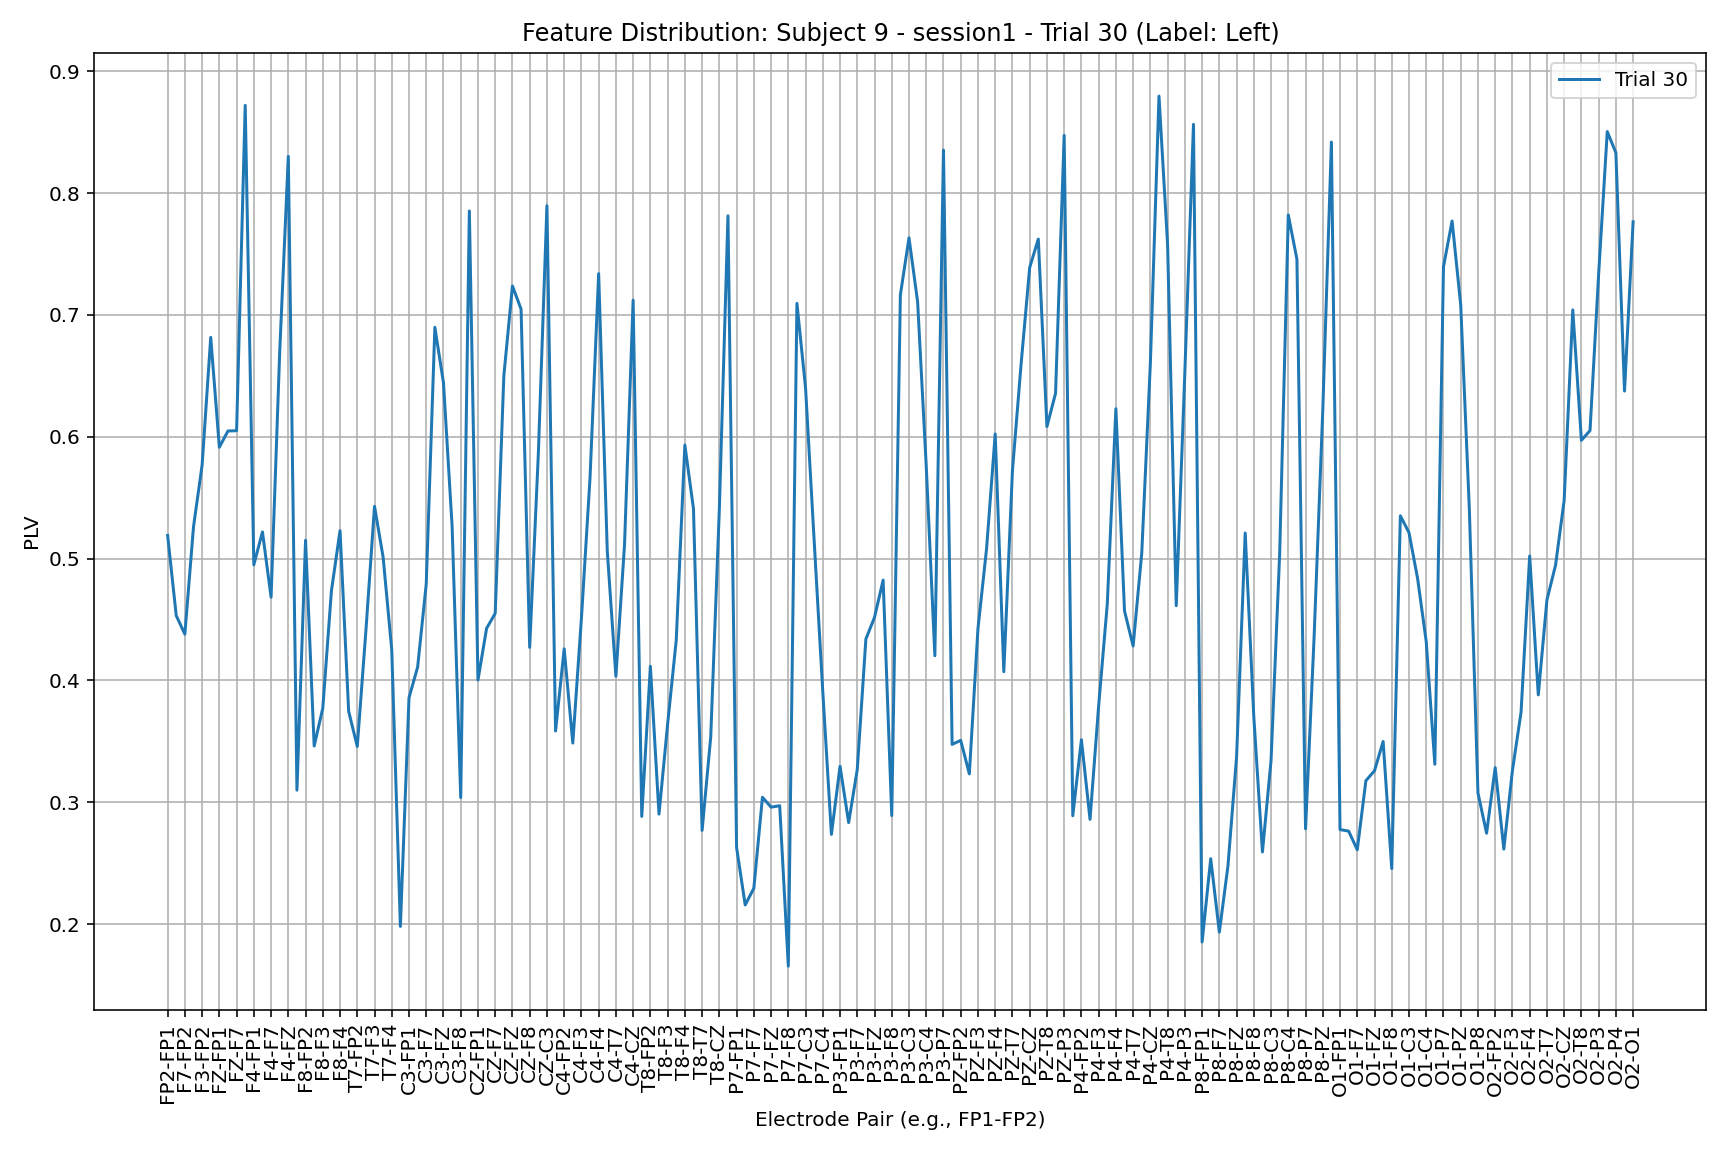 Feature Distribution: Subject 9 - session1 - Trial 30 (Label: Left)
Trial 30
0.9
0.8
0.7
0.6
0.5
0.4
0.3
0.2
PLV
FP2-FP1
F7-FP2
F3-FP2
FZ-FP1
FZ-F7
F4-FP1
F4-F7
F4-FZ
F8-FP2
F8-F3
F8-F4
T7-FP2
T7-F3
T7-F4
C3-FP1
C3-F7
C3-FZ
C3-F8
CZ-FP1
CZ-F7
CZ-FZ
CZ-F8
CZ-C3
C4-FP2
C4-F3
C4-F4
C4-T7
C4-CZ
T8-FP2
T8-F3
T8-F4
T8-T7
T8-CZ
P7-FP1
P7-F7
P7-FZ
P7-F8
P7-C3
P7-C4
P3-FP1
P3-F7
P3-FZ
P3-F8
P3-C3
P3-C4
P3-P7
PZ-FP2
PZ-F3
PZ-F4
PZ-T7
PZ-CZ
PZ-T8
PZ-P3
P4-FP2
P4-F3
P4-F4
P4-T7
P4-CZ
P4-T8
P4-P3
P8-FP1
P8-F7
P8-FZ
P8-F8
P8-C3
P8-C4
P8-P7
P8-PZ
O1-FP1
O1-F7
O1-FZ
O1-F8
O1-C3
O1-C4
O1-P7
O1-PZ
O1-P8
O2-FP2
O2-F3
O2-F4
O2-T7
O2-CZ
O2-T8
O2-P3
O2-P4
O2-O1
Electrode Pair (e.g., FP1-FP2)